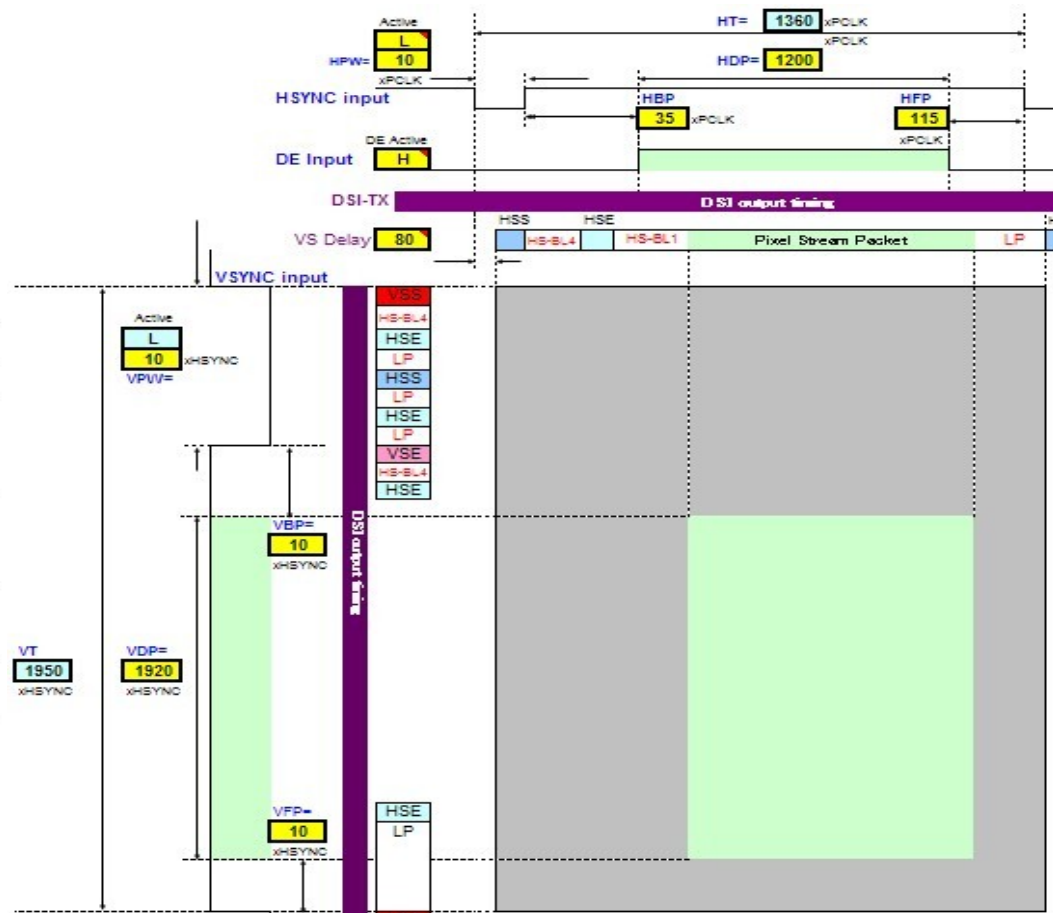 Active
L
HPW= 10
xPCLK
HT= 1360 xPCLK
xPCLK
HDP= 1200
HSYNC input
HBP
35 xPCLK
HFP
115
xPCLK
DE Active
DE Input H
DSI-TX DSI output timing
HSS HSE
VS Delay 80 HS-BL4 HS-BL1 Pixel Stream Packet LP
VSYNC input
VSS
HS-BL4
HSE
LP
HSS
LP
HSE
LP
VSE
HS-BL4
HSE
Active
L
10 xHSYNC
VPW=
DSI output timing
VBP=
10
xHSYNC
VT
1950
xHSYNC
VDP=
1920
xHSYNC
VFP=
10
xHSYNC
HSE
LP